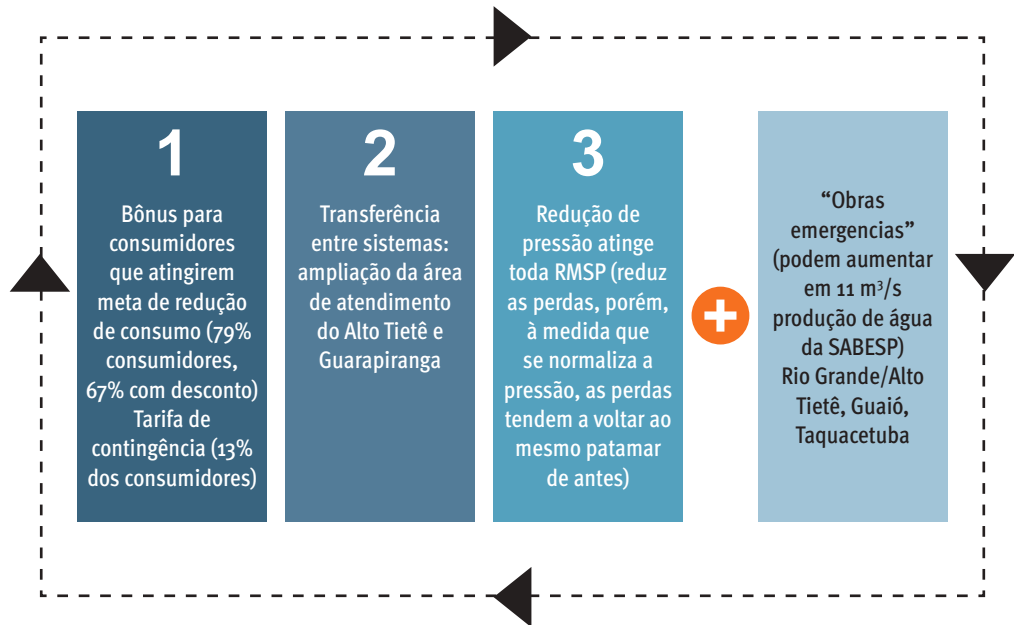 1
Bônus para
consumidores
que atingirem
meta de redução
de consumo (79%
consumidores,
67% com desconto)
Tarifa de
contingência (13%
dos consumidores)
2
Transferência
entre sistemas:
ampliação da área
de atendimento
do Alto Tietê e
Guarapiranga
3
Redução de
pressão atinge
toda RMSP (reduz
as perdas, porém,
à medida que
se normaliza a
pressão, as perdas
tendem a voltar ao
mesmo patamar
de antes)
+
“Obras
emergencias”
(podem aumentar
em 11 m³/s
produção de água
da SABESP)
Rio Grande/Alto
Tietê, Guaió,
Taquacetuba